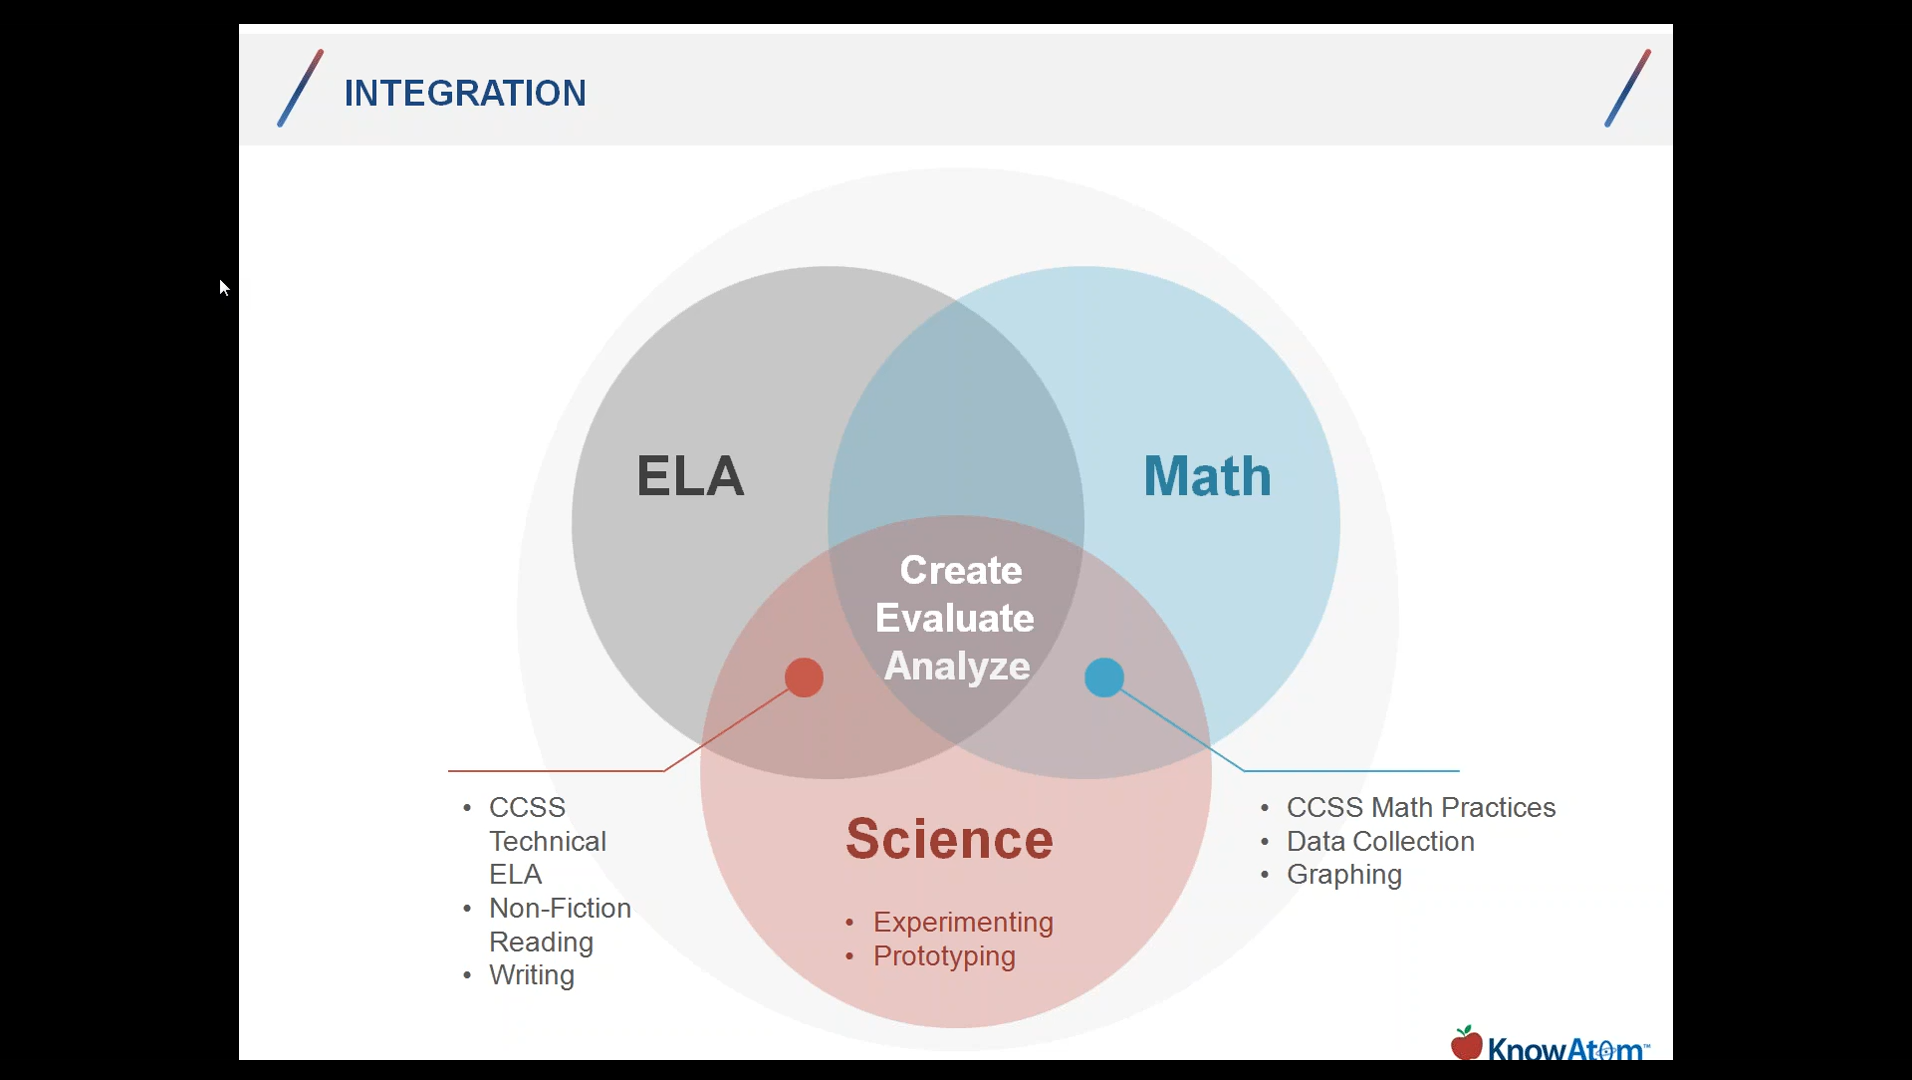 INTEGRATION
ELA
Math
Create
Evaluate
Analyze
• CCSS
Technical
ELA
• Non-Fiction
Reading
• Writing
Science
• Experimenting
• Prototyping
• CCSS Math Practices
• Data Collection
• Graphing
KnowAtom™